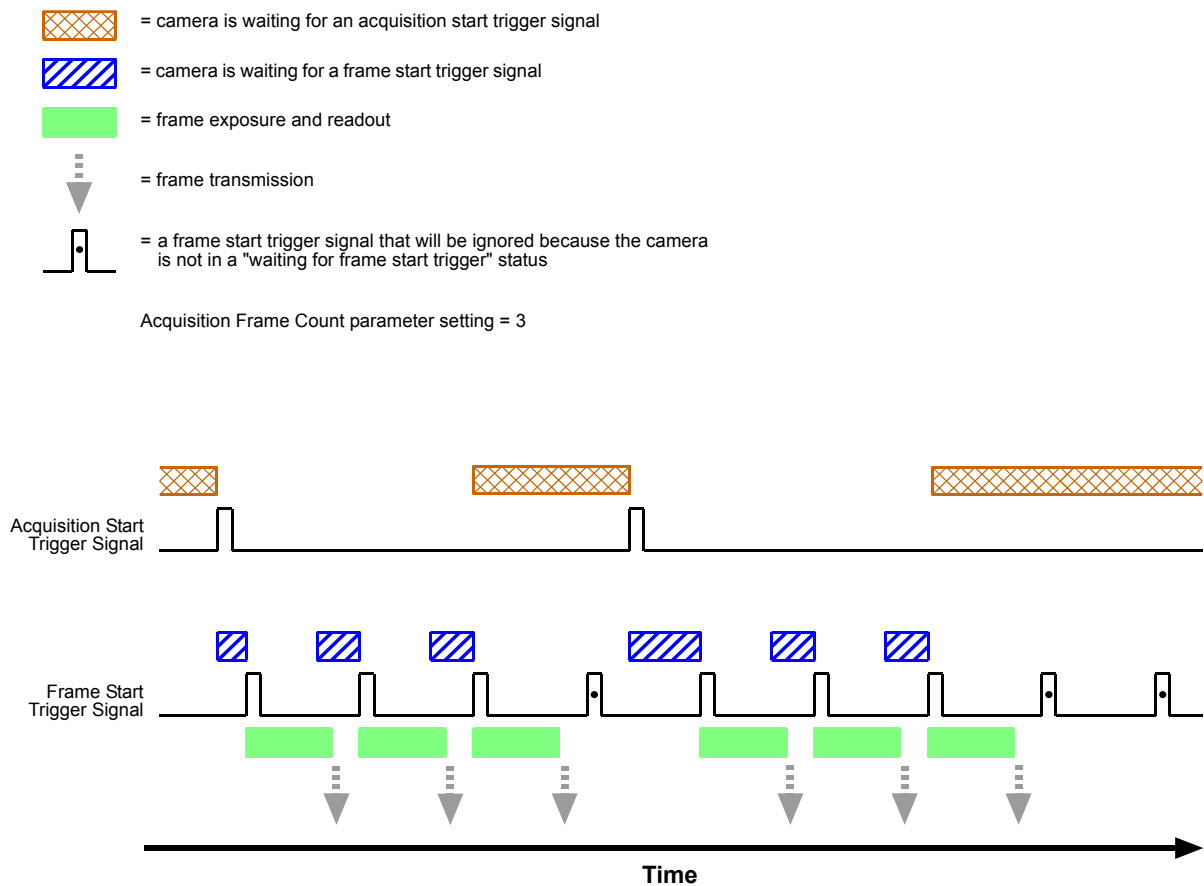 = camera is waiting for an acquisition start trigger signal
= camera is waiting for a frame start trigger signal
= frame exposure and readout
= frame transmission
= a frame start trigger signal that will be ignored because the camera
is not in a "waiting for frame start trigger" status
Acquisition Frame Count parameter setting = 3
Acquisition Start
Trigger Signal
Frame Start
Trigger Signal
Time